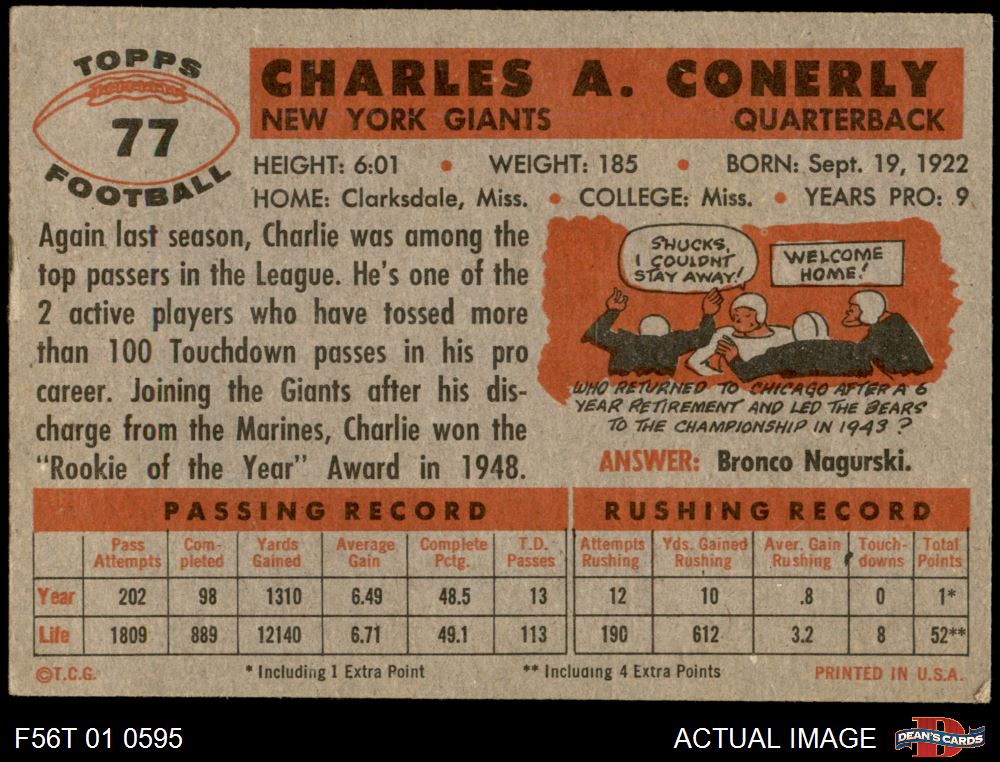 TOPPS
77
FOOTBALL
CHARLES A. CONERLY
NEW YORK GIANTS QUARTERBACK
HEIGHT: 6:01 • WEIGHT: 185 • BORN: Sept. 19, 1922
HOME: Clarksdale, Miss. • COLLEGE: Miss. • YEARS PRO: 9
Again last season, Charlie was among the
top passers in the League. He's one of the
2 active players who have tossed more
than 100 Touchdown passes in his pro
career. Joining the Giants after his dis-
charge from the Marines, Charlie won the
"Rookie of the Year" Award in 1948.
SHUCKS,
I COULDNT
STAY AWAY!
WELCOME
HOME!
WHO RETURNED TO CHICAGO AFTER A 6
YEAR RETIREMENT AND LED THE BEARS
TO THE CHAMPIONSHIP IN 1943?
ANSWER: Bronco Nagurski.
PASSING RECORD
Pass Attempts Com-pleted Yards Gained Average Gain Complete Pctg. T.D. Passes
Year 202 98 1310 6.49 48.5 13
Life 1809 889 12140 6.71 49.1 113
RUSHING RECORD
Attempts Rushing Yds. Gained Rushing Aver. Gain Rushing Touch-downs Total Points
12 10 .8 0 1*
190 612 3.2 8 52**
©T.C.G. * Including 1 Extra Point ** Including 4 Extra Points PRINTED IN U.S.A.
F56T 01 0595 ACTUAL IMAGE DEAN'S CARDS